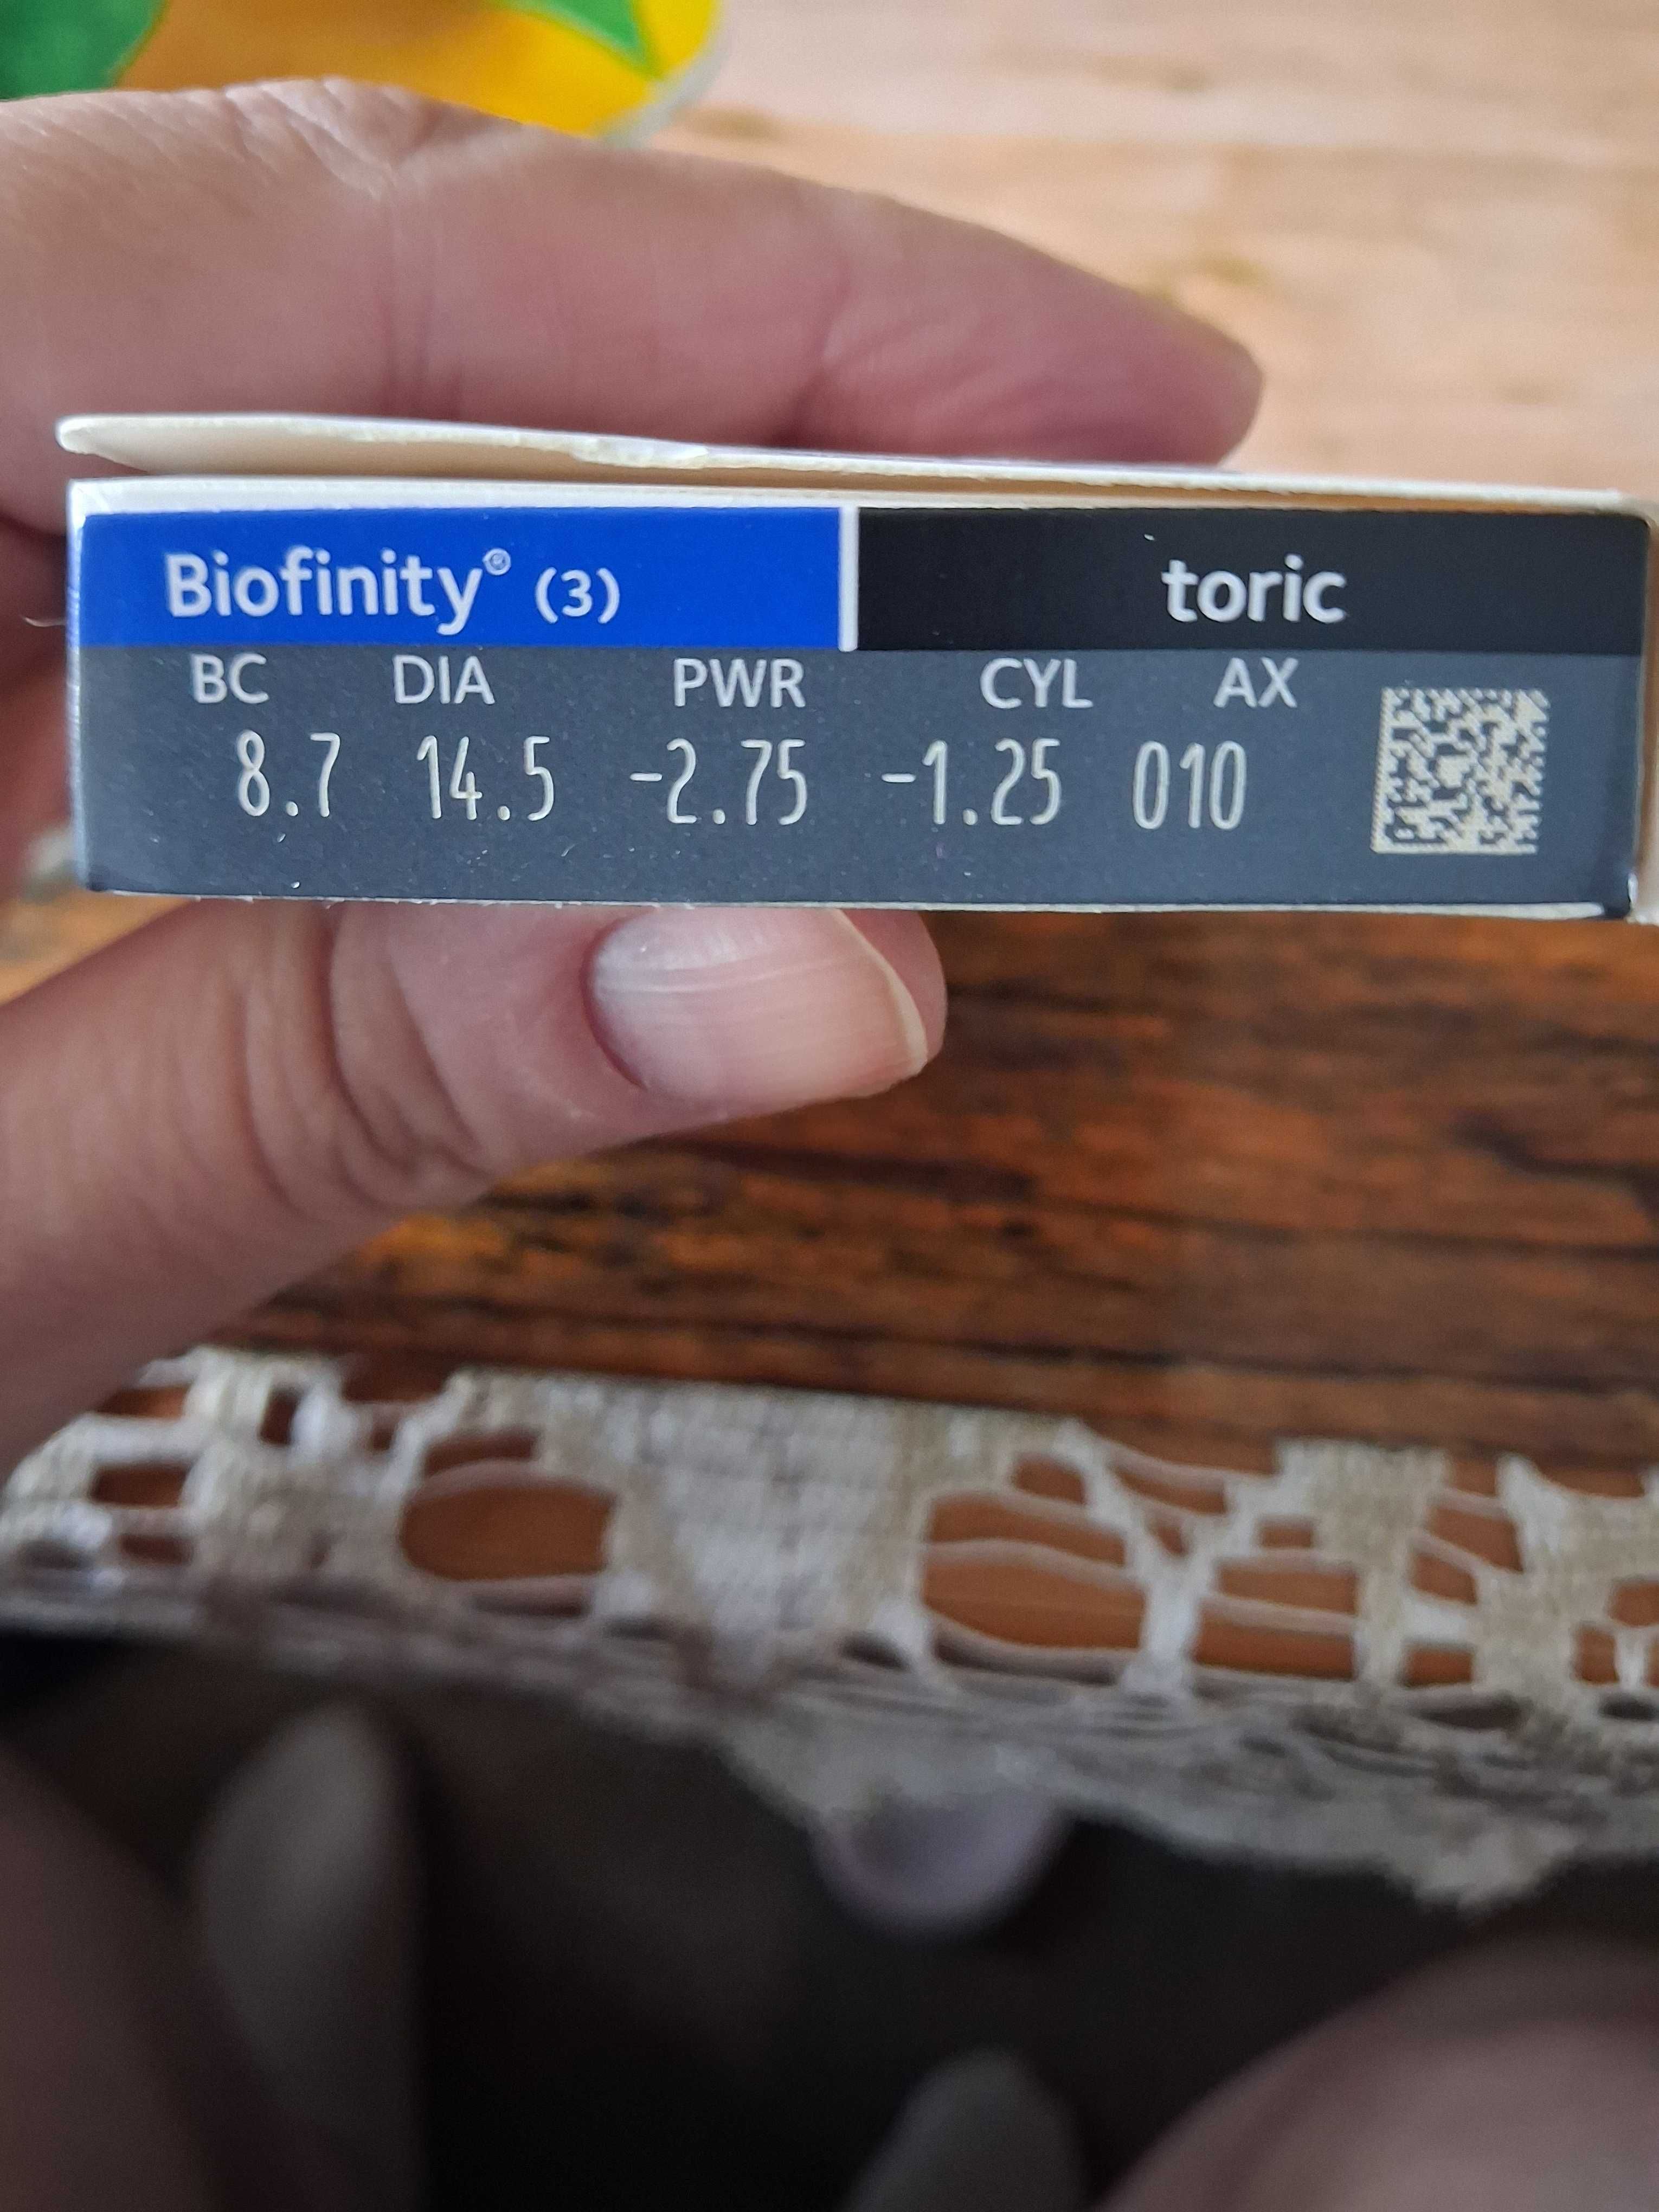 Biofinity® (3) toric
BC DIA PWR CYL AX
8.7 14.5 -2.75 -1.25 010